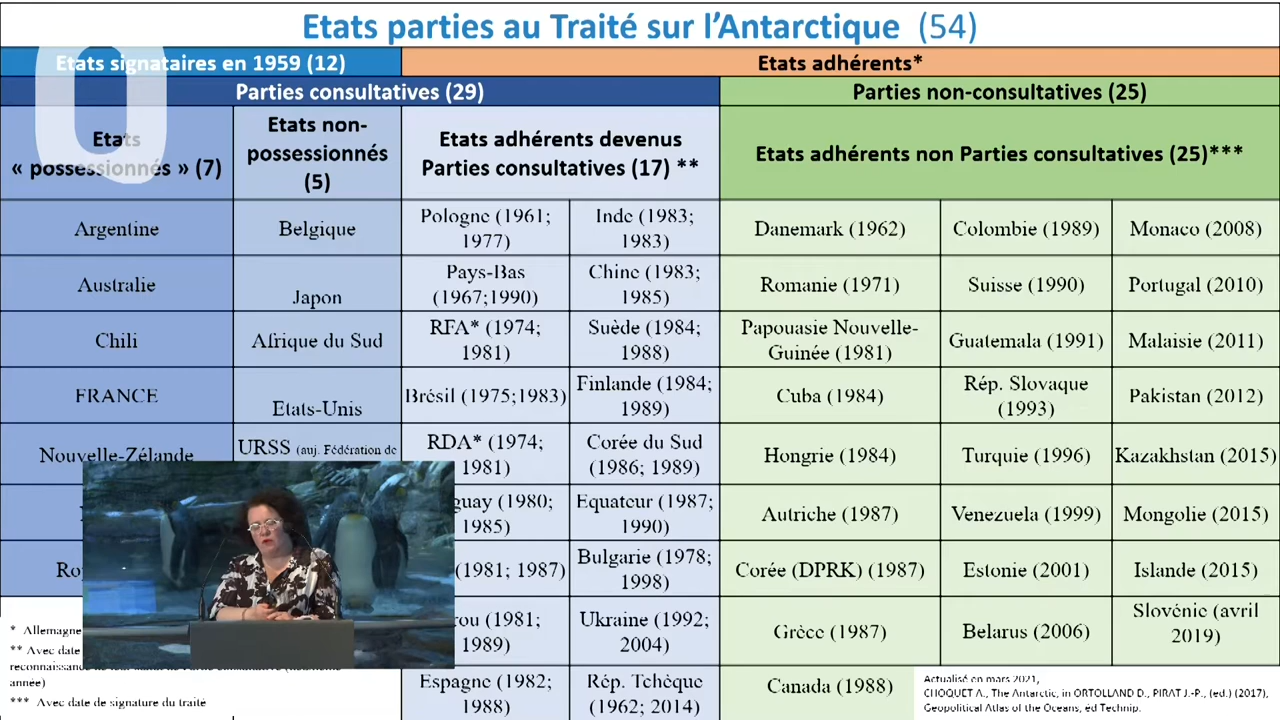 Etats parties au Traité sur l'Antarctique (54)
Etats signataires en 1959 (12)
Etats adhérents*
Parties consultatives (29)
Parties non-consultatives (25)
Etats
« possessionnés » (7)
Etats non-
possessionnés
(5)
Etats adhérents devenus
Parties consultatives (17) **
Etats adhérents non Parties consultatives (25)***
Argentine
Belgique
Pologne (1961;
1977)
Inde (1983;
1983)
Danemark (1962)
Colombie (1989)
Monaco (2008)
Australie
Japon
Pays-Bas
(1967;1990)
Chine (1983;
1985)
Romanie (1971)
Suisse (1990)
Portugal (2010)
Chili
Afrique du Sud
RFA* (1974;
1981)
Suède (1984;
1988)
Papouasie Nouvelle-
Guinée (1981)
Guatemala (1991)
Malaisie (2011)
FRANCE
Etats-Unis
Brésil (1975;1983)
Finlande (1984;
1989)
Cuba (1984)
Rép. Slovaque
(1993)
Pakistan (2012)
Nouvelle-Zélande
URSS (auj. Fédération de
RDA* (1974;
1981)
Corée du Sud
(1986; 1989)
Hongrie (1984)
Turquie (1996)
Kazakhstan (2015)
guay (1980;
1985)
Equateur (1987;
1990)
Autriche (1987)
Venezuela (1999)
Mongolie (2015)
(1981; 1987)
Bulgarie (1978;
1998)
Corée (DPRK) (1987)
Estonie (2001)
Islande (2015)
rou (1981;
1989)
Ukraine (1992;
2004)
Grèce (1987)
Belarus (2006)
Slovénie (avril
2019)
Espagne (1982;
1988)
Rép. Tchèque
(1962; 2014)
Canada (1988)
* Allemagne
** Avec date
année)
*** Avec date de signature du traité
Actualisé en mars 2021,
CHOQUET A., The Antarctic, in ORTOLLAND D., PIRAT J.-P., (ed.) (2017),
Geopolitical Atlas of the Oceans, éd Technip.